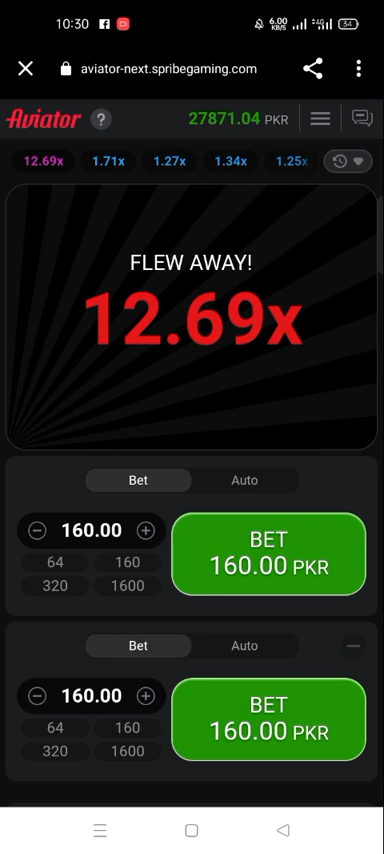 10:30 6.00 KB/S 4G 54
aviator-next.spribegaming.com
Aviator ? 27871.04 PKR
12.69x 1.71x 1.27x 1.34x 1.25x
FLEW AWAY!
12.69x
Bet Auto
160.00
64 160
320 1600
BET
160.00 PKR
Bet Auto
160.00
64 160
320 1600
BET
160.00 PKR